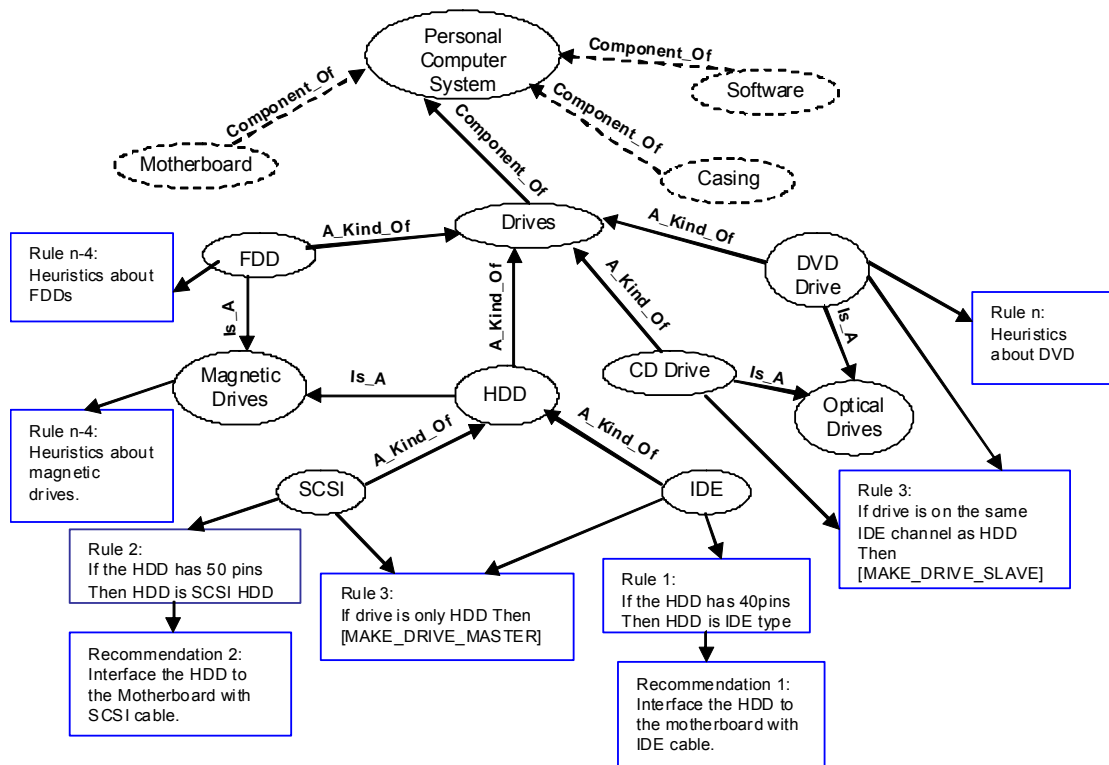 Personal
Computer
System
Component_Of
Software
Component_Of
Motherboard
Component_Of
Casing
Component_Of
Drives
A_Kind_Of
FDD
A_Kind_Of
DVD
Drive
Rule n-4:
Heuristics about
FDDs
Is_A
A_Kind_Of
A_Kind_Of
Is_A
Rule n:
Heuristics
about DVD
Magnetic
Drives
Is_A
HDD
CD Drive
Is_A
Optical
Drives
Rule n-4:
Heuristics about
magnetic
drives.
A_Kind_Of
A_Kind_Of
SCSI
IDE
Rule 3:
If drive is on the same
IDE channel as HDD
Then
[MAKE_DRIVE_SLAVE]
Rule 2:
If the HDD has 50 pins
Then HDD is SCSI HDD
Rule 3:
If drive is only HDD Then
[MAKE_DRIVE_MASTER]
Rule 1:
If the HDD has 40pins
Then HDD is IDE type
Recommendation 2:
Interface the HDD to
the Motherboard with
SCSI cable.
Recommendation 1:
Interface the HDD to
the motherboard with
IDE cable.